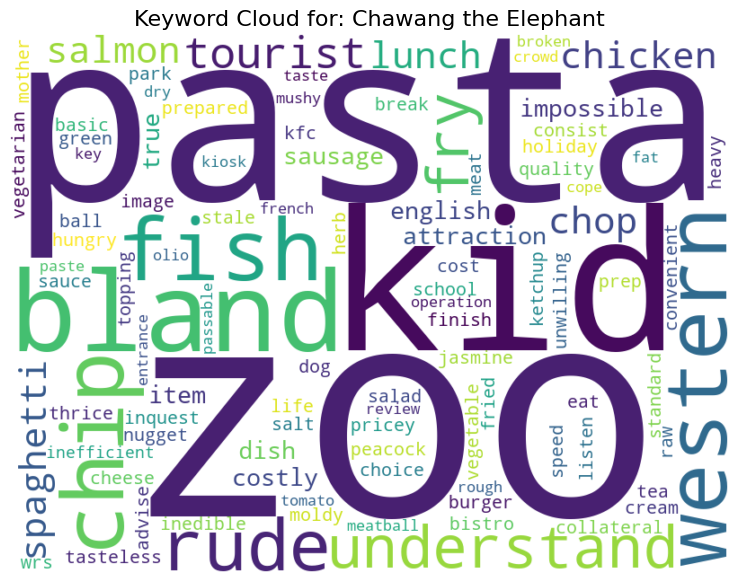 Keyword Cloud for: Chawang the Elephant
salmon
tourist
lunch
broken
crowd
chicken
mother
park
dry
taste
mushy
pasta
prepared
break
fry
impossible
basic
green
key
true
kfc
consist
holiday
vegetarian
kiosk
sausage
meat
quality
fat
cope
heavy
image
ball
hungry
stale
french
herb
english
attraction
chop
fish
olio
paste
sauce
topping
passable
cost
school
operation
finish
ketchup
unwilling
prep
convenient
western
bland
kid
entrance
jasmine
dog
zoo
chip
item
spaghetti
thrice
inquest
nugget
inefficient
cheese
life
salt
dish
costly
salad
review
pricey
peacock
choice
vegetable
fried
eat
speed
listen
standard
raw
advise
tomato
moldy
rough
burger
tea
cream
wrs
tasteless
inedible
rude
meatball
bistro
collateral
understand